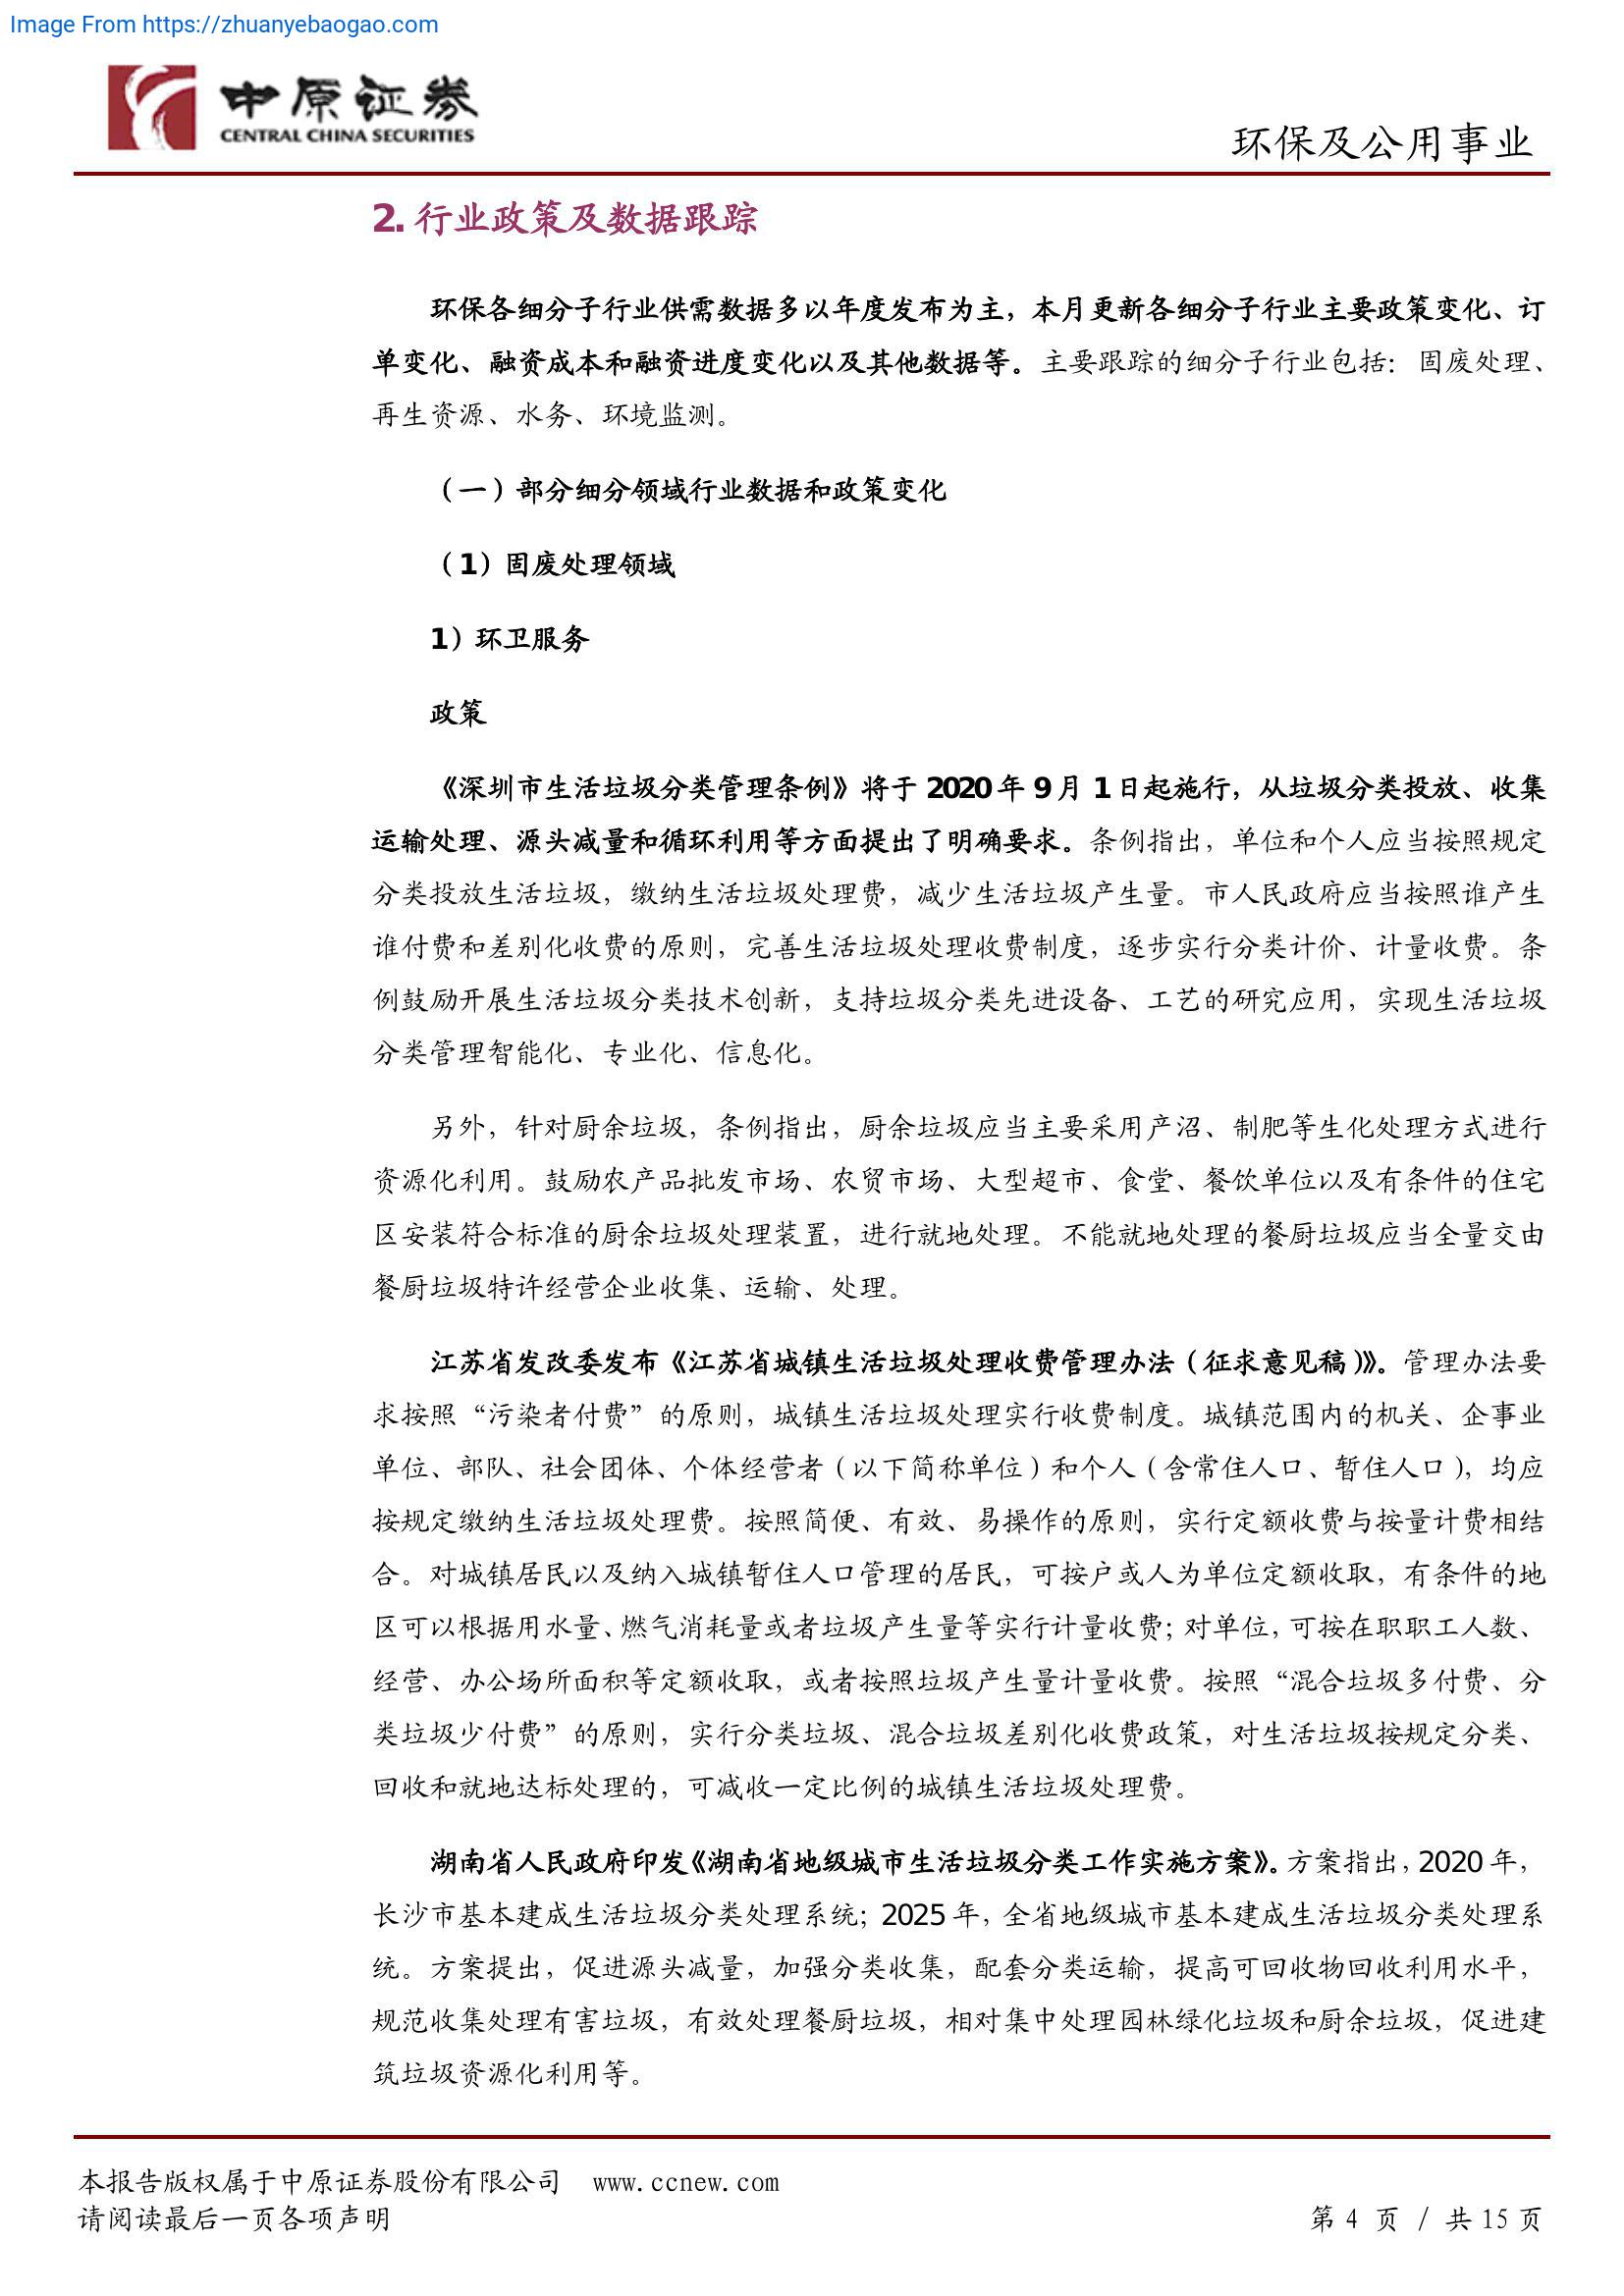 Image From https://zhuanyebaogao.com
中原证券
CENTRAL CHINA SECURITIES
环保及公用事业
2. 行业政策及数据跟踪
环保各细分子行业供需数据多以年度发布为主，本月更新各细分子行业主要政策变化、订
单变化、融资成本和融资进度变化以及其他数据等。主要跟踪的细分子行业包括：固废处理、
再生资源、水务、环境监测。
（一）部分细分领域行业数据和政策变化
（1）固废处理领域
1）环卫服务
政策
《深圳市生活垃圾分类管理条例》将于 2020 年 9 月 1 日起施行，从垃圾分类投放、收集
运输处理、源头减量和循环利用等方面提出了明确要求。条例指出，单位和个人应当按照规定
分类投放生活垃圾，缴纳生活垃圾处理费，减少生活垃圾产生量。市人民政府应当按照谁产生
谁付费和差别化收费的原则，完善生活垃圾处理收费制度，逐步实行分类计价、计量收费。条
例鼓励开展生活垃圾分类技术创新，支持垃圾分类先进设备、工艺的研究应用，实现生活垃圾
分类管理智能化、专业化、信息化。
另外，针对厨余垃圾，条例指出，厨余垃圾应当主要采用产沼、制肥等生化处理方式进行
资源化利用。鼓励农产品批发市场、农贸市场、大型超市、食堂、餐饮单位以及有条件的住宅
区安装符合标准的厨余垃圾处理装置，进行就地处理。不能就地处理的餐厨垃圾应当全量交由
餐厨垃圾特许经营企业收集、运输、处理。
江苏省发改委发布《江苏省城镇生活垃圾处理收费管理办法（征求意见稿）》。管理办法要
求按照“污染者付费”的原则，城镇生活垃圾处理实行收费制度。城镇范围内的机关、企事业
单位、部队、社会团体、个体经营者（以下简称单位）和个人（含常住人口、暂住人口），均应
按规定缴纳生活垃圾处理费。按照简便、有效、易操作的原则，实行定额收费与按量计费相结
合。对城镇居民以及纳入城镇暂住人口管理的居民，可按户或人为单位定额收取，有条件的地
区可以根据用水量、燃气消耗量或者垃圾产生量等实行计量收费；对单位，可按在职职工人数、
经营、办公场所面积等定额收取，或者按照垃圾产生量计量收费。按照“混合垃圾多付费、分
类垃圾少付费”的原则，实行分类垃圾、混合垃圾差别化收费政策，对生活垃圾按规定分类、
回收和就地达标处理的，可减收一定比例的城镇生活垃圾处理费。
湖南省人民政府印发《湖南省地级城市生活垃圾分类工作实施方案》。方案指出，2020 年，
长沙市基本建成生活垃圾分类处理系统；2025 年，全省地级城市基本建成生活垃圾分类处理系
统。方案提出，促进源头减量，加强分类收集，配套分类运输，提高可回收物回收利用水平，
规范收集处理有害垃圾，有效处理餐厨垃圾，相对集中处理园林绿化垃圾和厨余垃圾，促进建
筑垃圾资源化利用等。
本报告版权属于中原证券股份有限公司 www.ccnew.com
请阅读最后一页各项声明
第 4 页 / 共 15 页